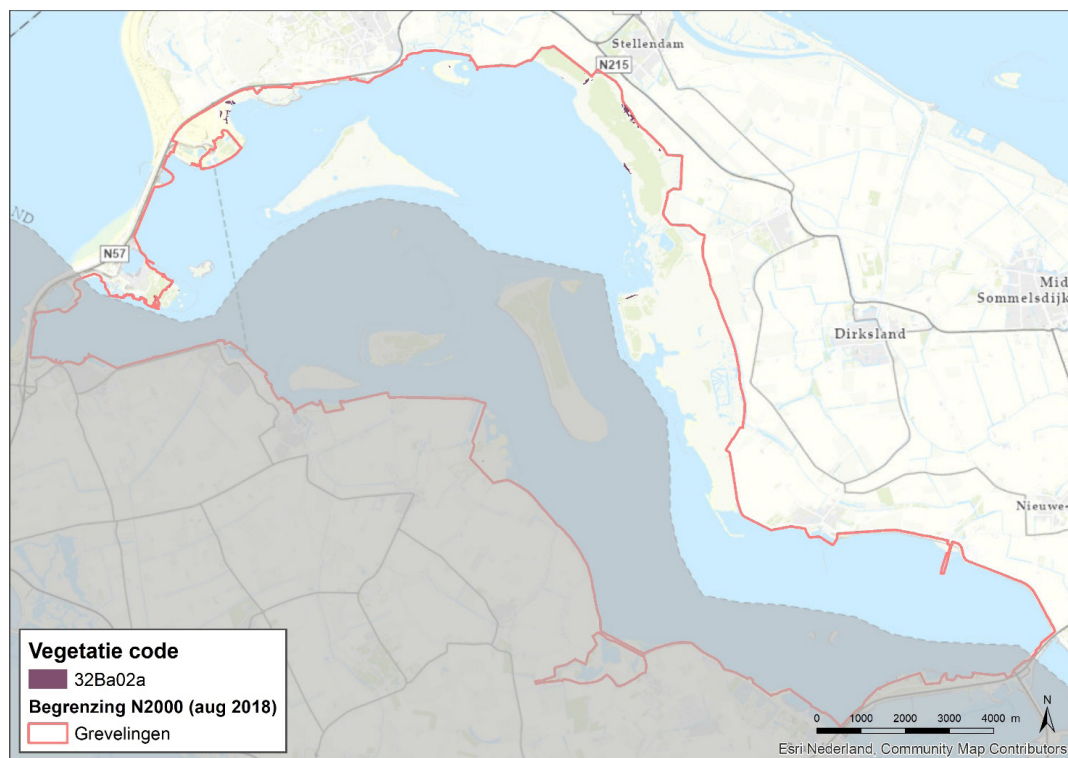 Stellendam
N215
ND
N57
Mid
Sommelsdijk
Dirksland
Nieuwe-
Vegetatie code
32Ba02a
Begrenzing N2000 (aug 2018)
Grevelingen
0 1000 2000 3000 4000 m
N
Esri Nederland, Community Map Contributors